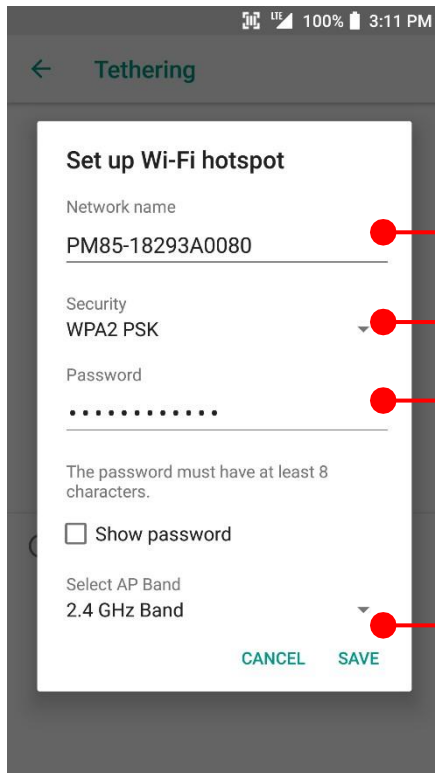 LTE 100% 3:11 PM
Tethering
Set up Wi-Fi hotspot
Network name
PM85-18293A0080
Security
WPA2 PSK
Password
••••••••••••
The password must have at least 8
characters.
Show password
Select AP Band
2.4 GHz Band
CANCEL SAVE